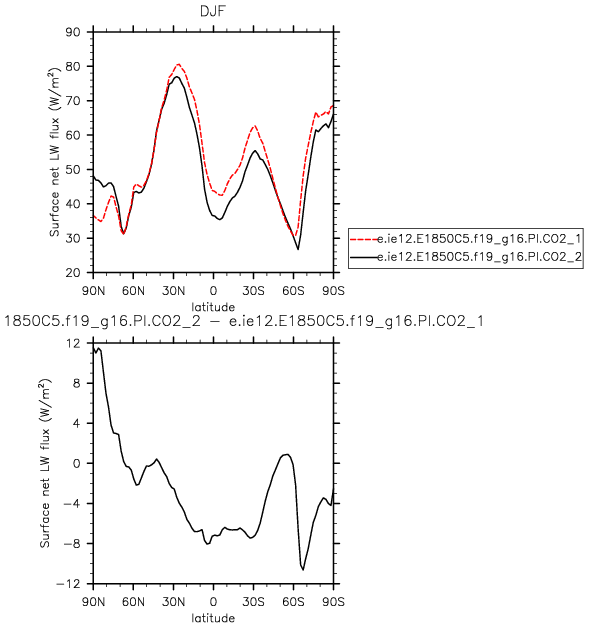 DJF
Surface net LW flux (W/m²)
90
80
70
60
50
40
30
20
90N 60N 30N 0 30S 60S 90S
latitude
e.ie12.E1850C5.f19_g16.PI.CO2_1
e.ie12.E1850C5.f19_g16.PI.CO2_2
1850C5.f19_g16.PI.CO2_2 − e.ie12.E1850C5.f19_g16.PI.CO2_1
Surface net LW flux (W/m²)
12
8
4
0
−4
−8
−12
90N 60N 30N 0 30S 60S 90S
latitude